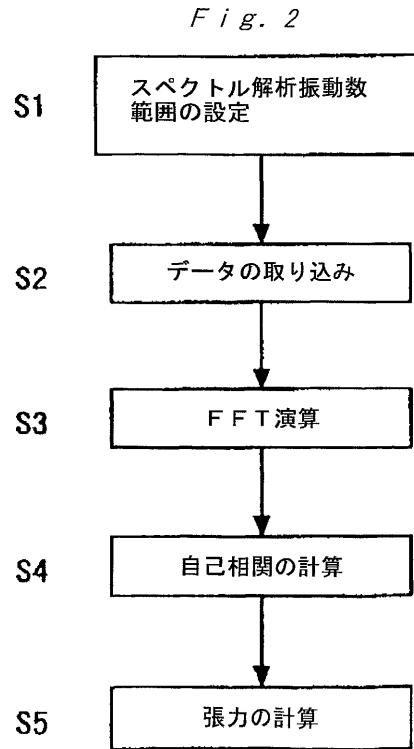 Fig. 2
S1
スペクトル解析振動数
範囲の設定
S2
データの取り込み
S3
FFT演算
S4
自己相関の計算
S5
張力の計算